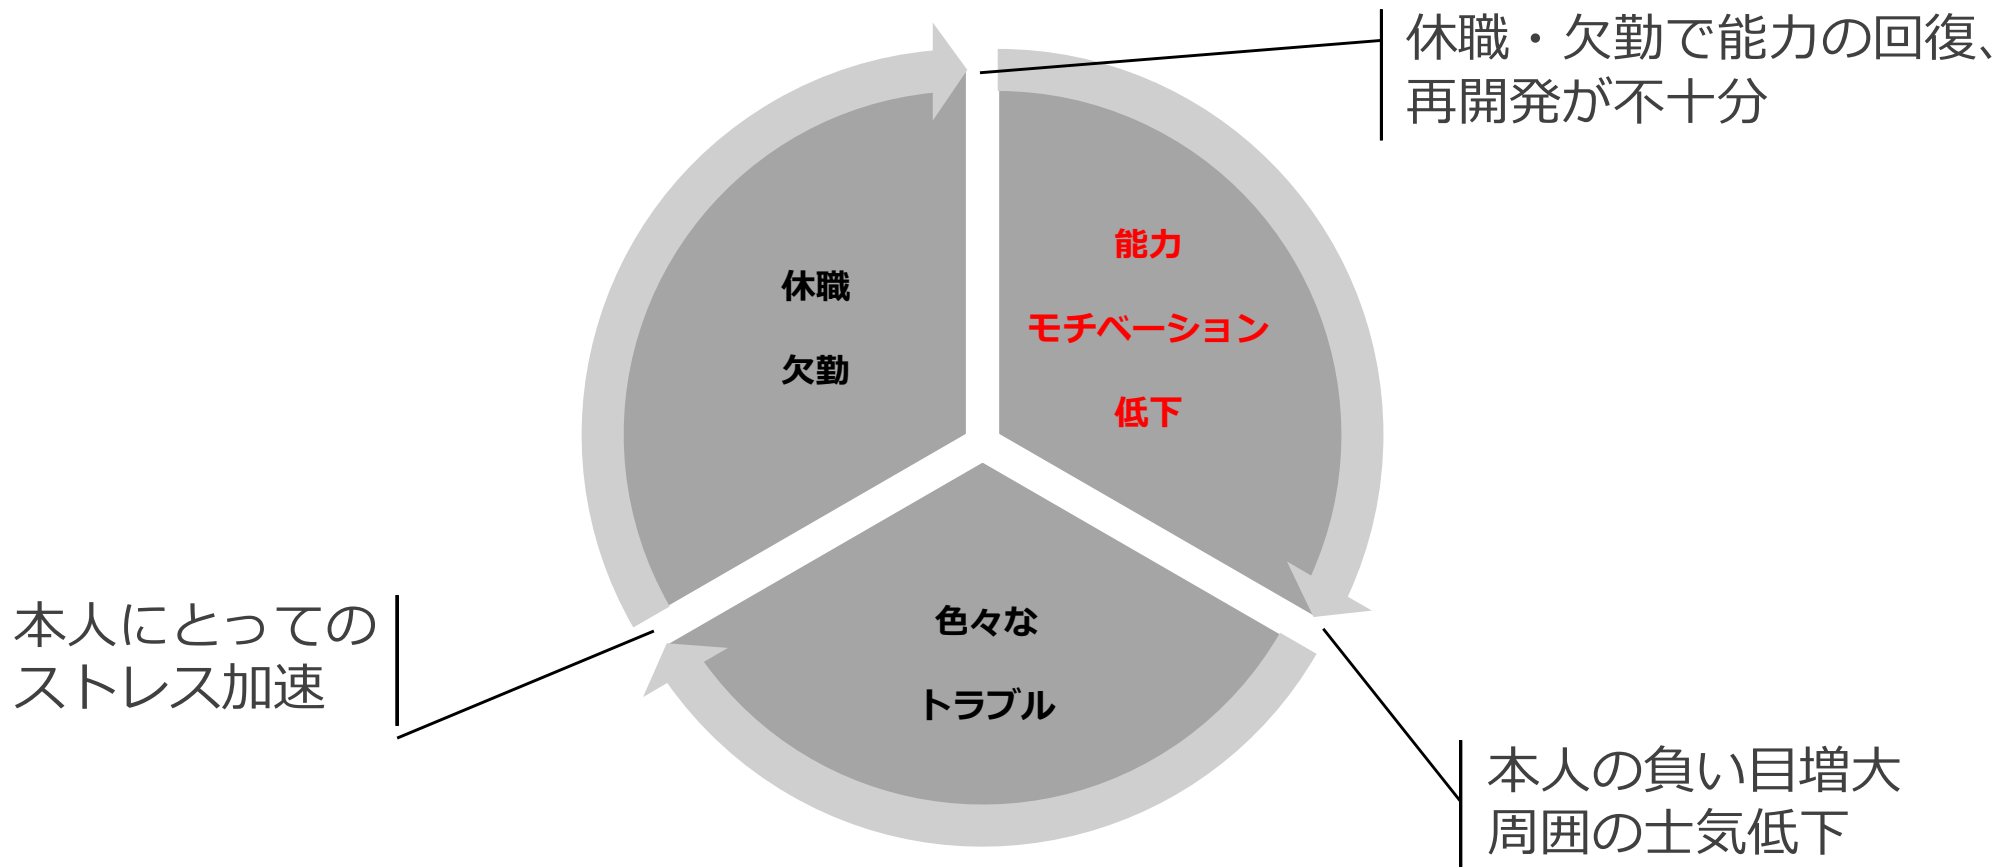 休職・欠勤で能力の回復、
再開発が不十分
能力
モチベーション
低下
休職
欠勤
色々な
トラブル
本人にとっての
ストレス加速
本人の負い目増大
周囲の士気低下